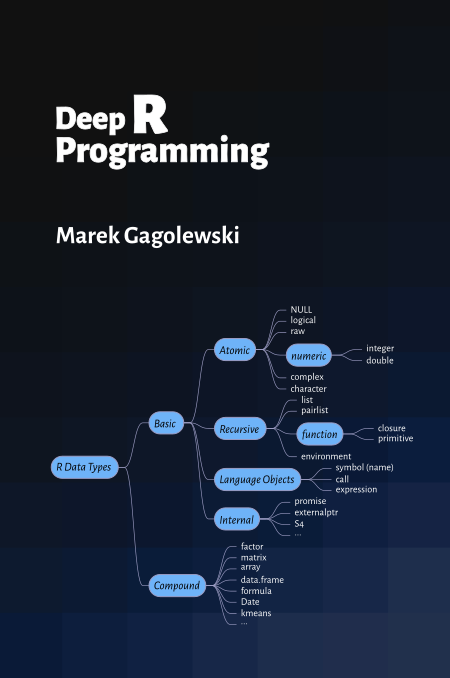 Deep R
Programming
Marek Gagolewski
NULL
logical
raw
Atomic
numeric
integer
double
complex
character
list
pairlist
Basic
Recursive
function
closure
primitive
environment
R Data Types
Language Objects
symbol (name)
call
expression
promise
externalptr
Internal
S4
...
factor
matrix
array
Compound
data.frame
formula
Date
kmeans
...